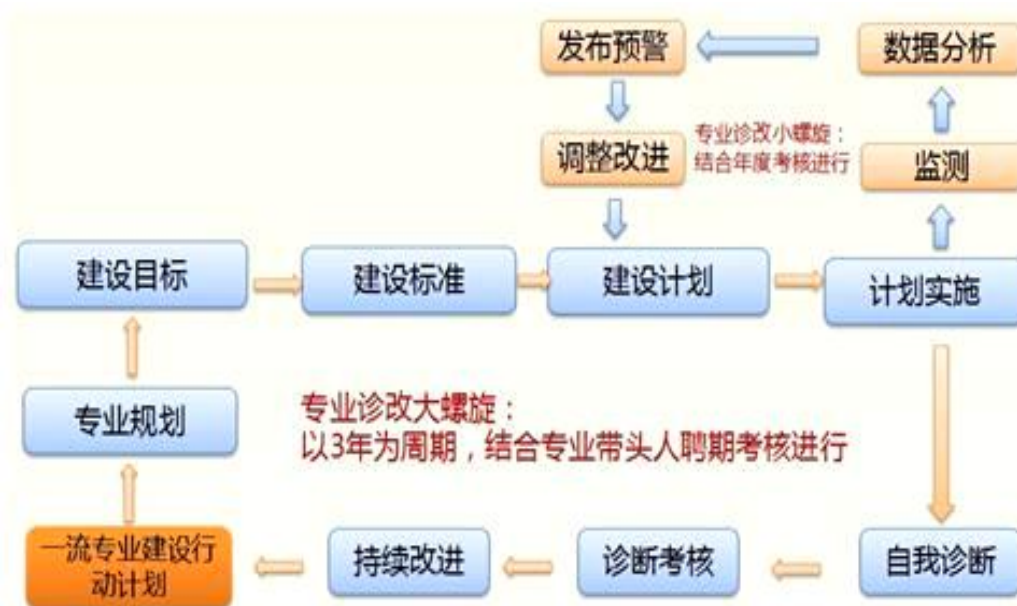 发布预警
数据分析
调整改进
专业诊改小螺旋：
结合年度考核进行
监测
建设目标
建设标准
建设计划
计划实施
专业规划
专业诊改大螺旋：
以3年为周期，结合专业带头人聘期考核进行
一流专业建设行
动计划
持续改进
诊断考核
自我诊断